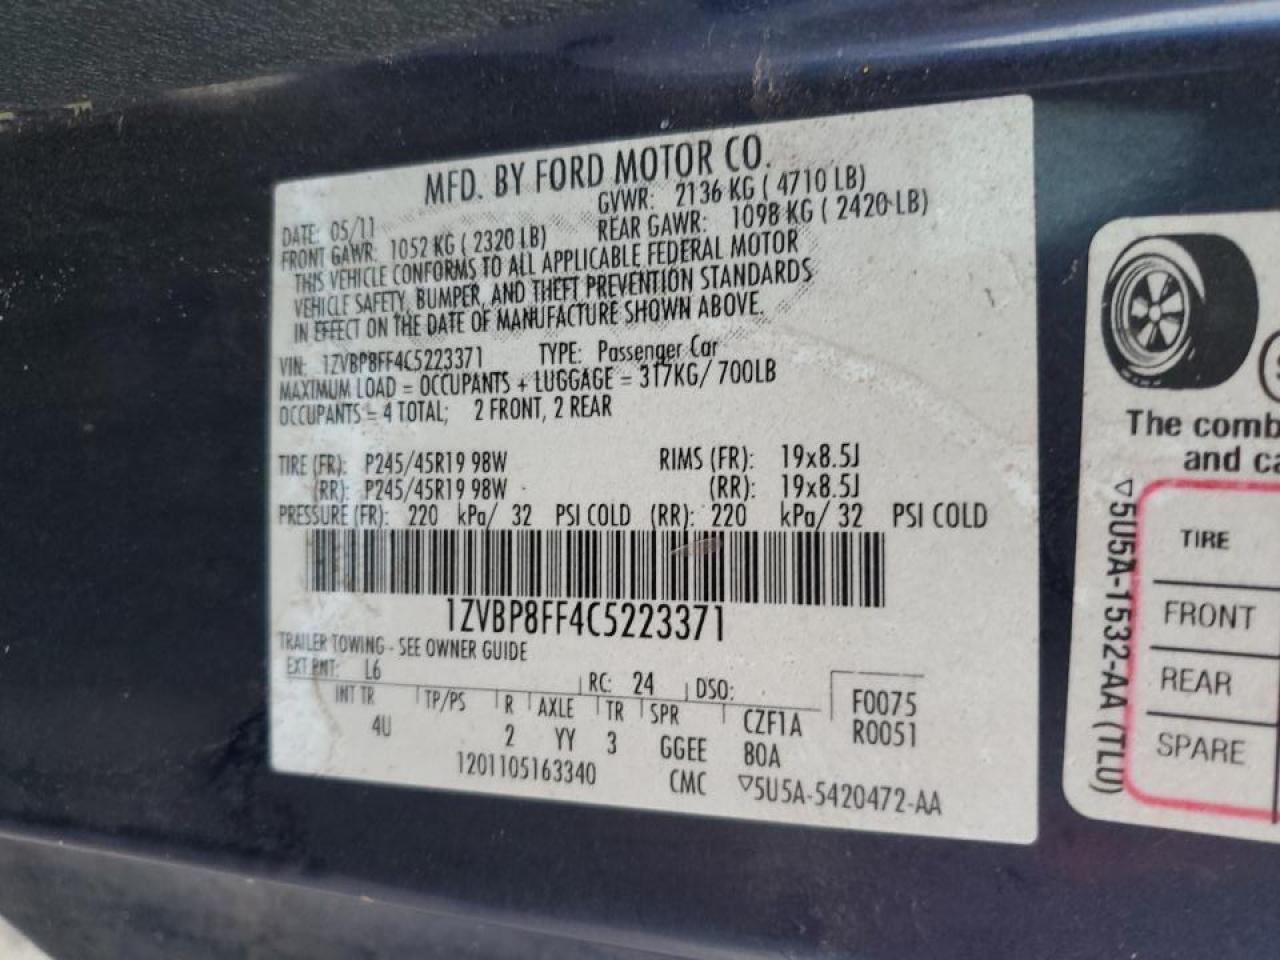 MFD. BY FORD MOTOR CO.
DATE: 05/11 GVWR: 2136 KG ( 4710 LB)
FRONT GAWR: 1052 KG ( 2320 LB) REAR GAWR: 1098 KG ( 2420 LB)
THIS VEHICLE CONFORMS TO ALL APPLICABLE FEDERAL MOTOR
VEHICLE SAFETY, BUMPER, AND THEFT PREVENTION STANDARDS
IN EFFECT ON THE DATE OF MANUFACTURE SHOWN ABOVE.
VIN: 1ZVBP8FF4C5223371 TYPE: Passenger Car
MAXIMUM LOAD = OCCUPANTS + LUGGAGE = 317KG/ 700LB
OCCUPANTS = 4 TOTAL; 2 FRONT, 2 REAR
TIRE (FR): P245/45R19 98W RIMS (FR): 19x8.5J
(RR): P245/45R19 98W (RR): 19x8.5J
PRESSURE (FR): 220 kPa/ 32 PSI COLD (RR): 220 kPa/ 32 PSI COLD
1ZVBP8FF4C5223371
TRAILER TOWING - SEE OWNER GUIDE
EXT PNT: L6 RC: 24 DSO:
INT TR TP/PS R AXLE TR SPR CZF1A F0075
4U 2 YY 3 GGEE 80A R0051
1201105163340 CMC ▽5U5A-5420472-AA
The comb
and ca
▽5U5A-1532-AA (TLU)
TIRE
FRONT
REAR
SPARE